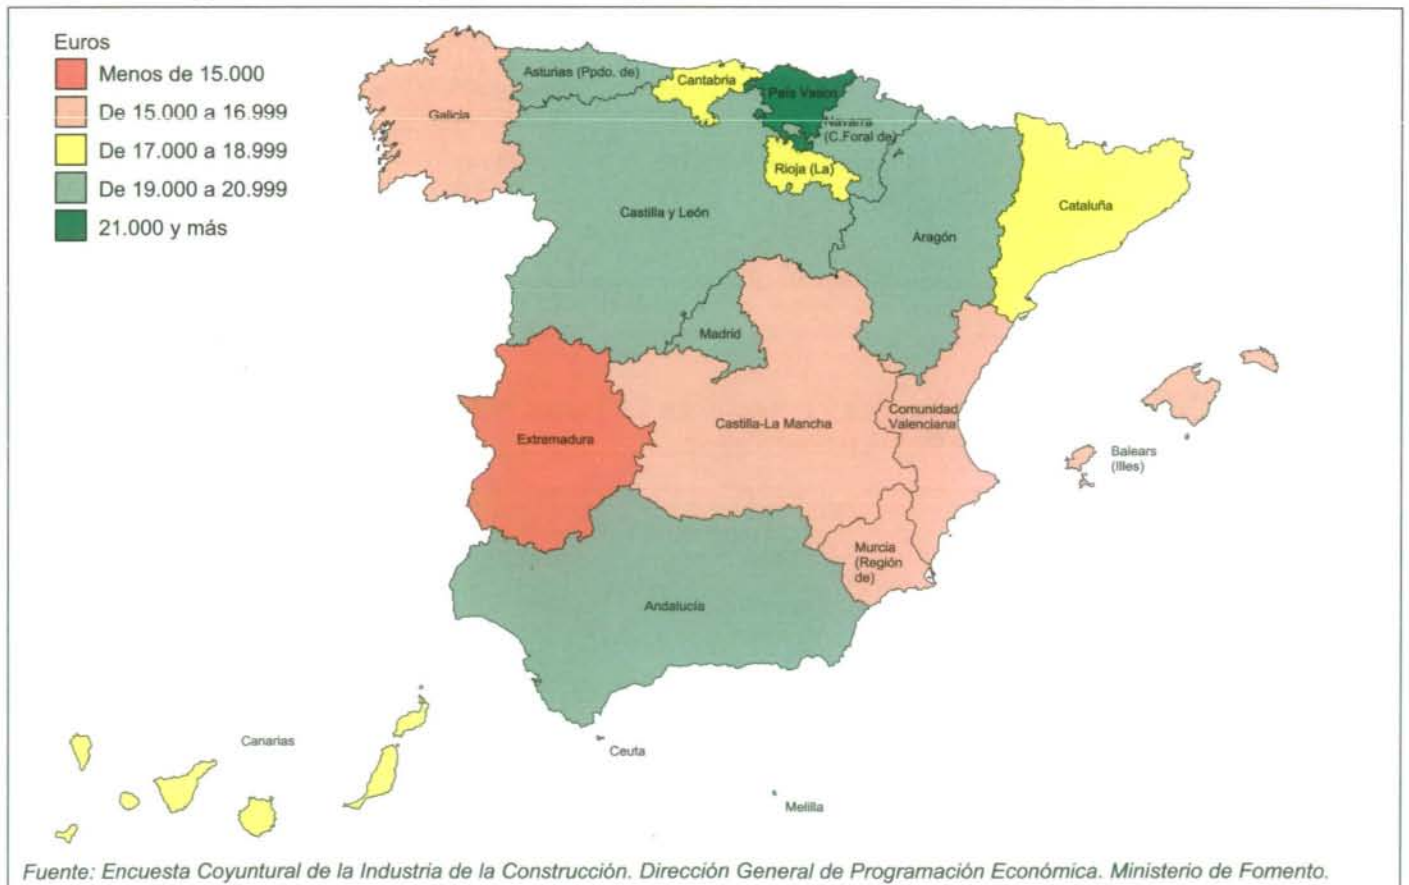 Euros
Menos de 15.000
De 15.000 a 16.999
De 17.000 a 18.999
De 19.000 a 20.999
21.000 y más
Asturias (Ppdo. de)
Cantabria
País Vasco
Galicia
Navarra
(C.Foral de)
Rioja (La)
Castilla y León
Cataluña
Aragón
Madrid
Castilla-La Mancha
Comunidad
Valenciana
Extremadura
Balears
(Illes)
Murcia
(Región
de)
Andalucía
Canarias
Ceuta
Melilla
Fuente: Encuesta Coyuntural de la Industria de la Construcción. Dirección General de Programación Económica. Ministerio de Fomento.